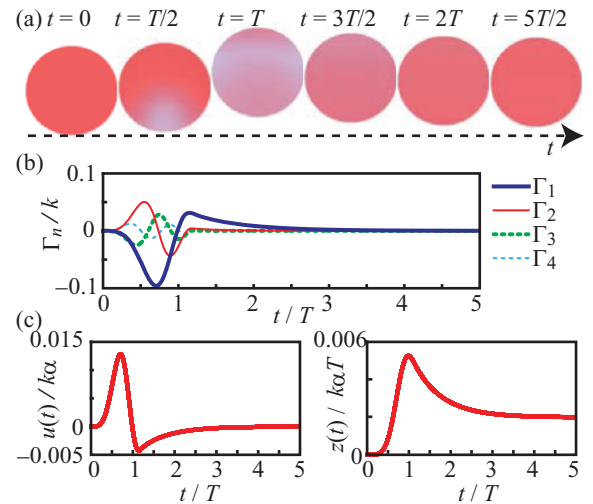 (a) t = 0 t = T/2 t = T t = 3T/2 t = 2T t = 5T/2
t
(b)
0.1
0
−0.1
Γn / k
0 1 2 3 4 5
t / T
Γ1
Γ2
Γ3
Γ4
(c)
0.015
0
−0.005
u(t) / kα
0 1 2 3 4 5
t / T
0.006
0
z(t) / kαT
0 1 2 3 4 5
t / T